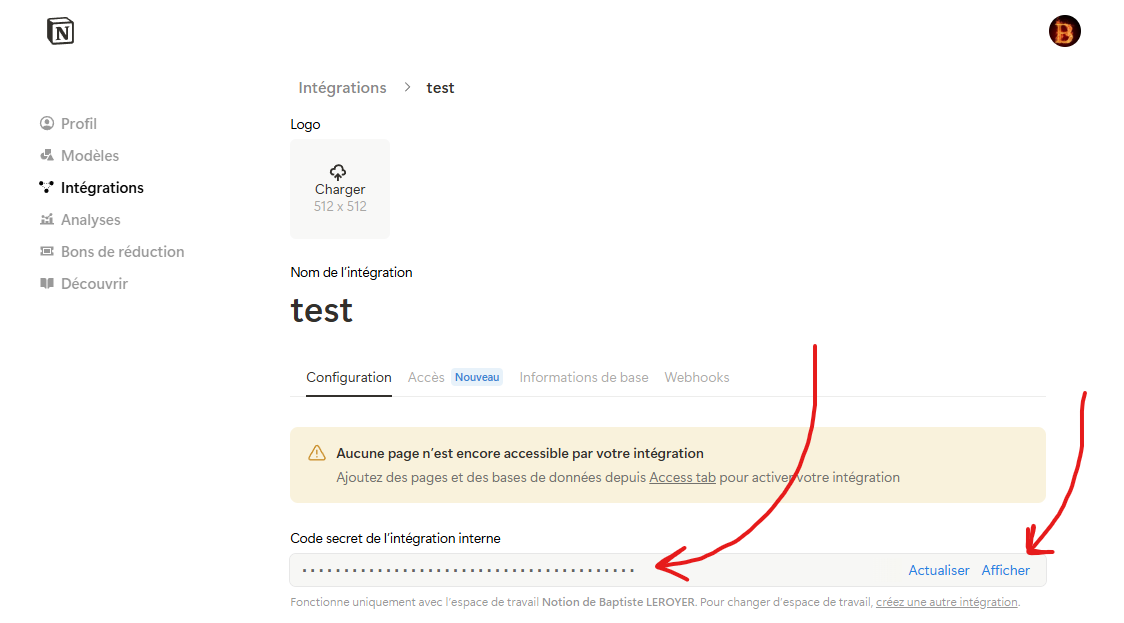 N
B
Intégrations > test
Profil
Modèles
Intégrations
Analyses
Bons de réduction
Découvrir
Logo
Charger
512 x 512
Nom de l'intégration
test
Configuration Accès Nouveau Informations de base Webhooks
Aucune page n'est encore accessible par votre intégration
Ajoutez des pages et des bases de données depuis Access tab pour activer votre intégration
Code secret de l'intégration interne
Actualiser Afficher
Fonctionne uniquement avec l'espace de travail Notion de Baptiste LEROYER. Pour changer d'espace de travail, créez une autre intégration.